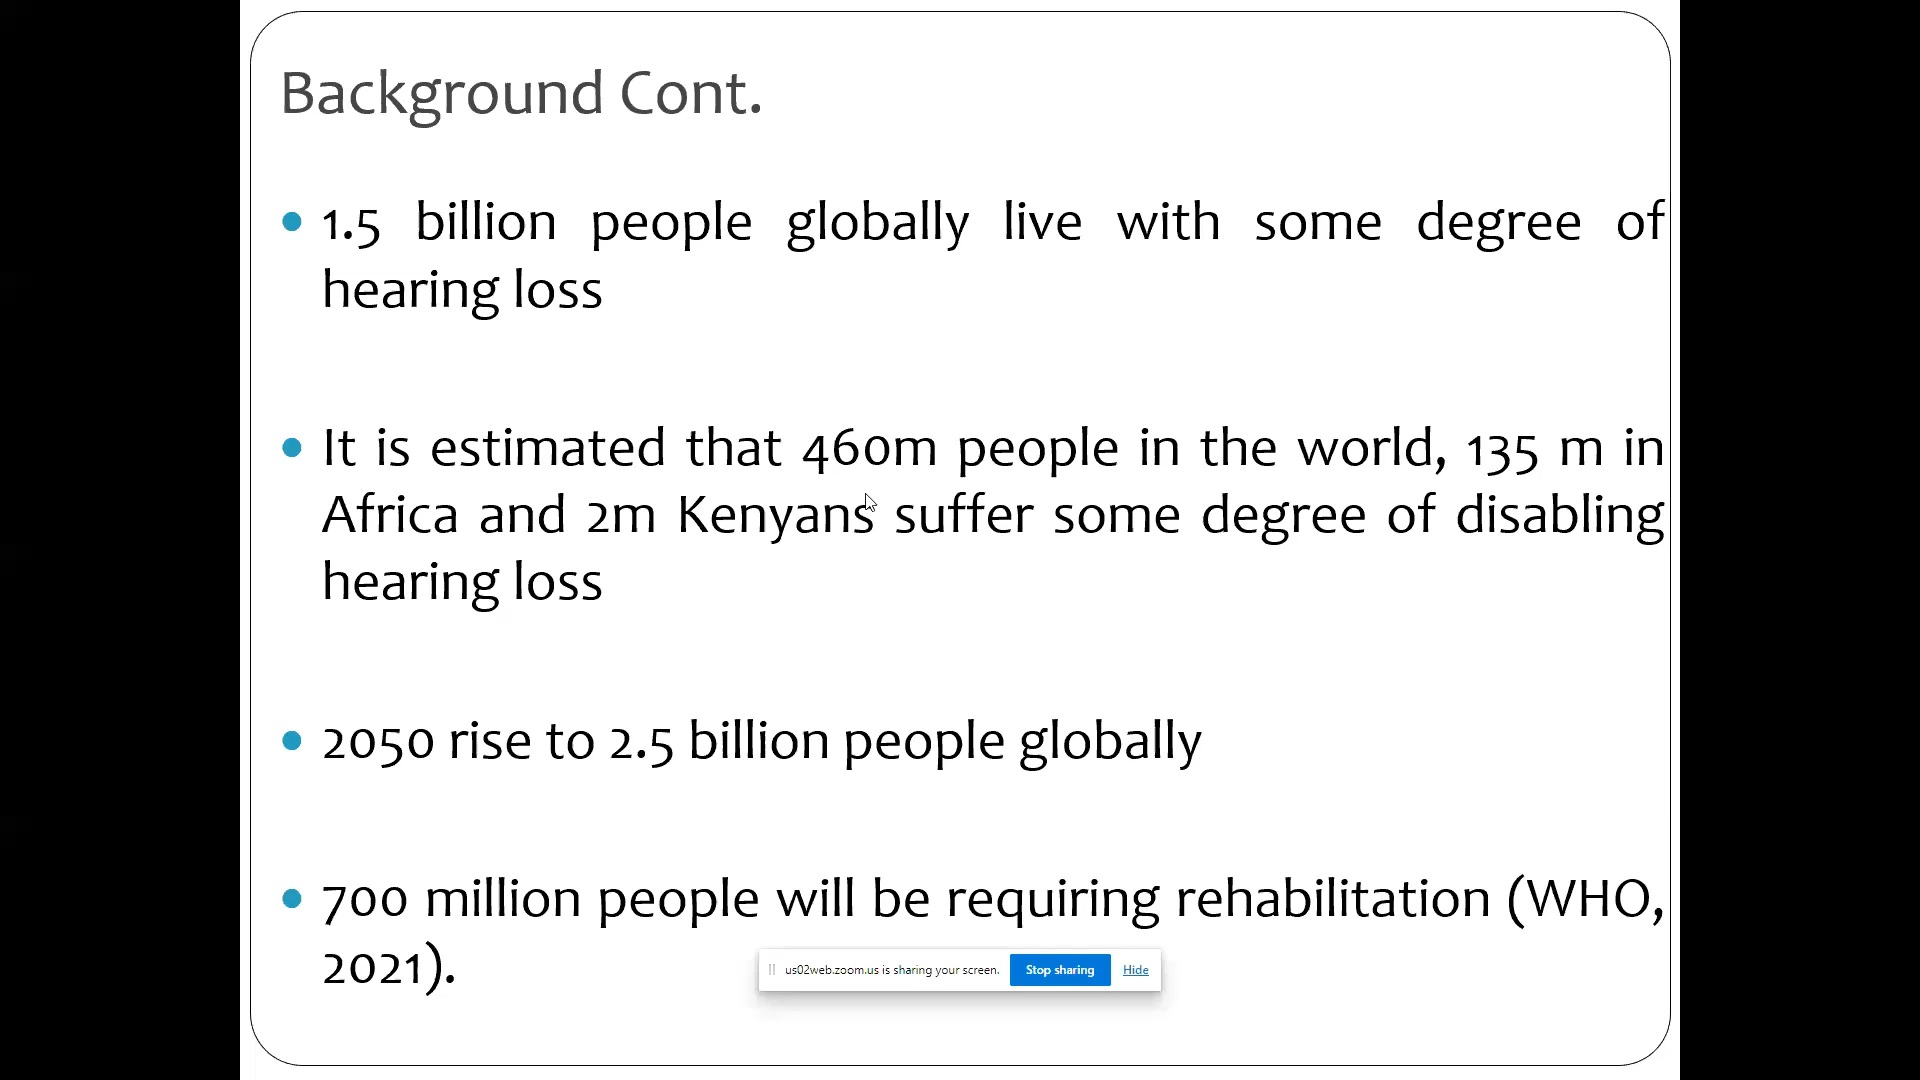 Background Cont.
• 1.5 billion people globally live with some degree of
hearing loss
• It is estimated that 460m people in the world, 135 m in
Africa and 2m Kenyans suffer some degree of disabling
hearing loss
• 2050 rise to 2.5 billion people globally
• 700 million people will be requiring rehabilitation (WHO,
2021).
us02web.zoom.us is sharing your screen. Stop sharing Hide